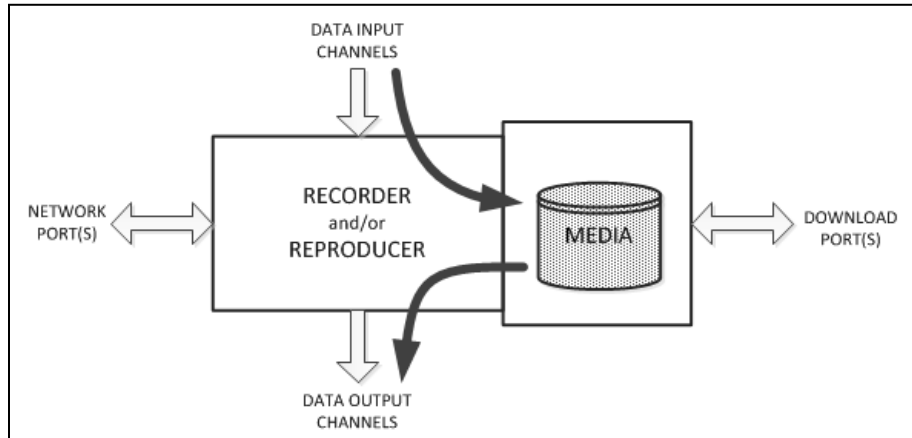 DATA INPUT
CHANNELS
RECORDER
and/or
REPRODUCER
MEDIA
NETWORK
PORT(S)
DOWNLOAD
PORT(S)
DATA OUTPUT
CHANNELS